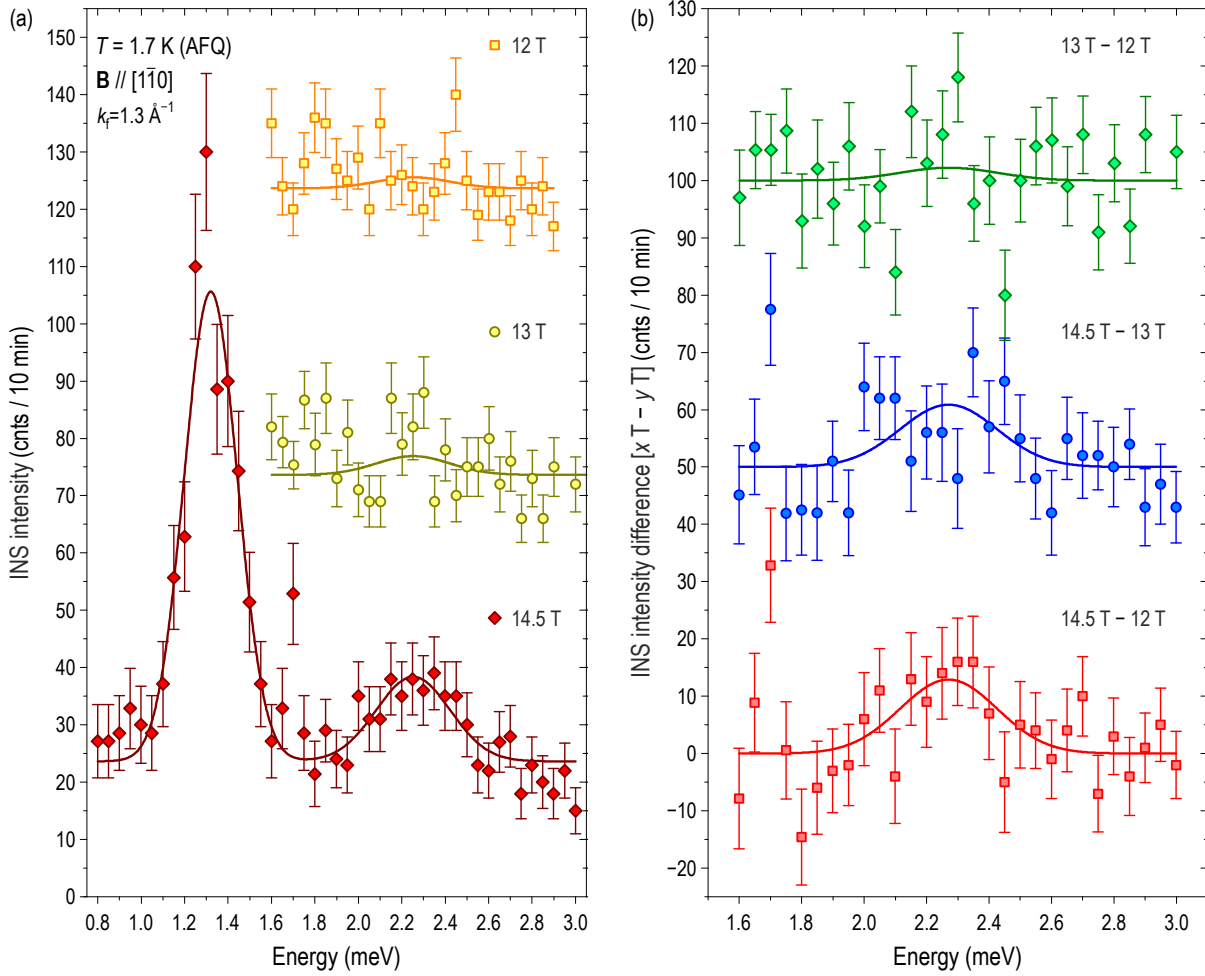 (a)
INS intensity (cnts / 10 min)
150
140
130
120
110
100
90
80
70
60
50
40
30
20
10
0
T = 1.7 K (AFQ)
B // [11̄0]
k_f=1.3 Å⁻¹
12 T
13 T
14.5 T
0.8 1.0 1.2 1.4 1.6 1.8 2.0 2.2 2.4 2.6 2.8 3.0
Energy (meV)
(b)
INS intensity difference [x T − y T] (cnts / 10 min)
130
120
110
100
90
80
70
60
50
40
30
20
10
0
−10
−20
13 T − 12 T
14.5 T − 13 T
14.5 T − 12 T
1.6 1.8 2.0 2.2 2.4 2.6 2.8 3.0
Energy (meV)